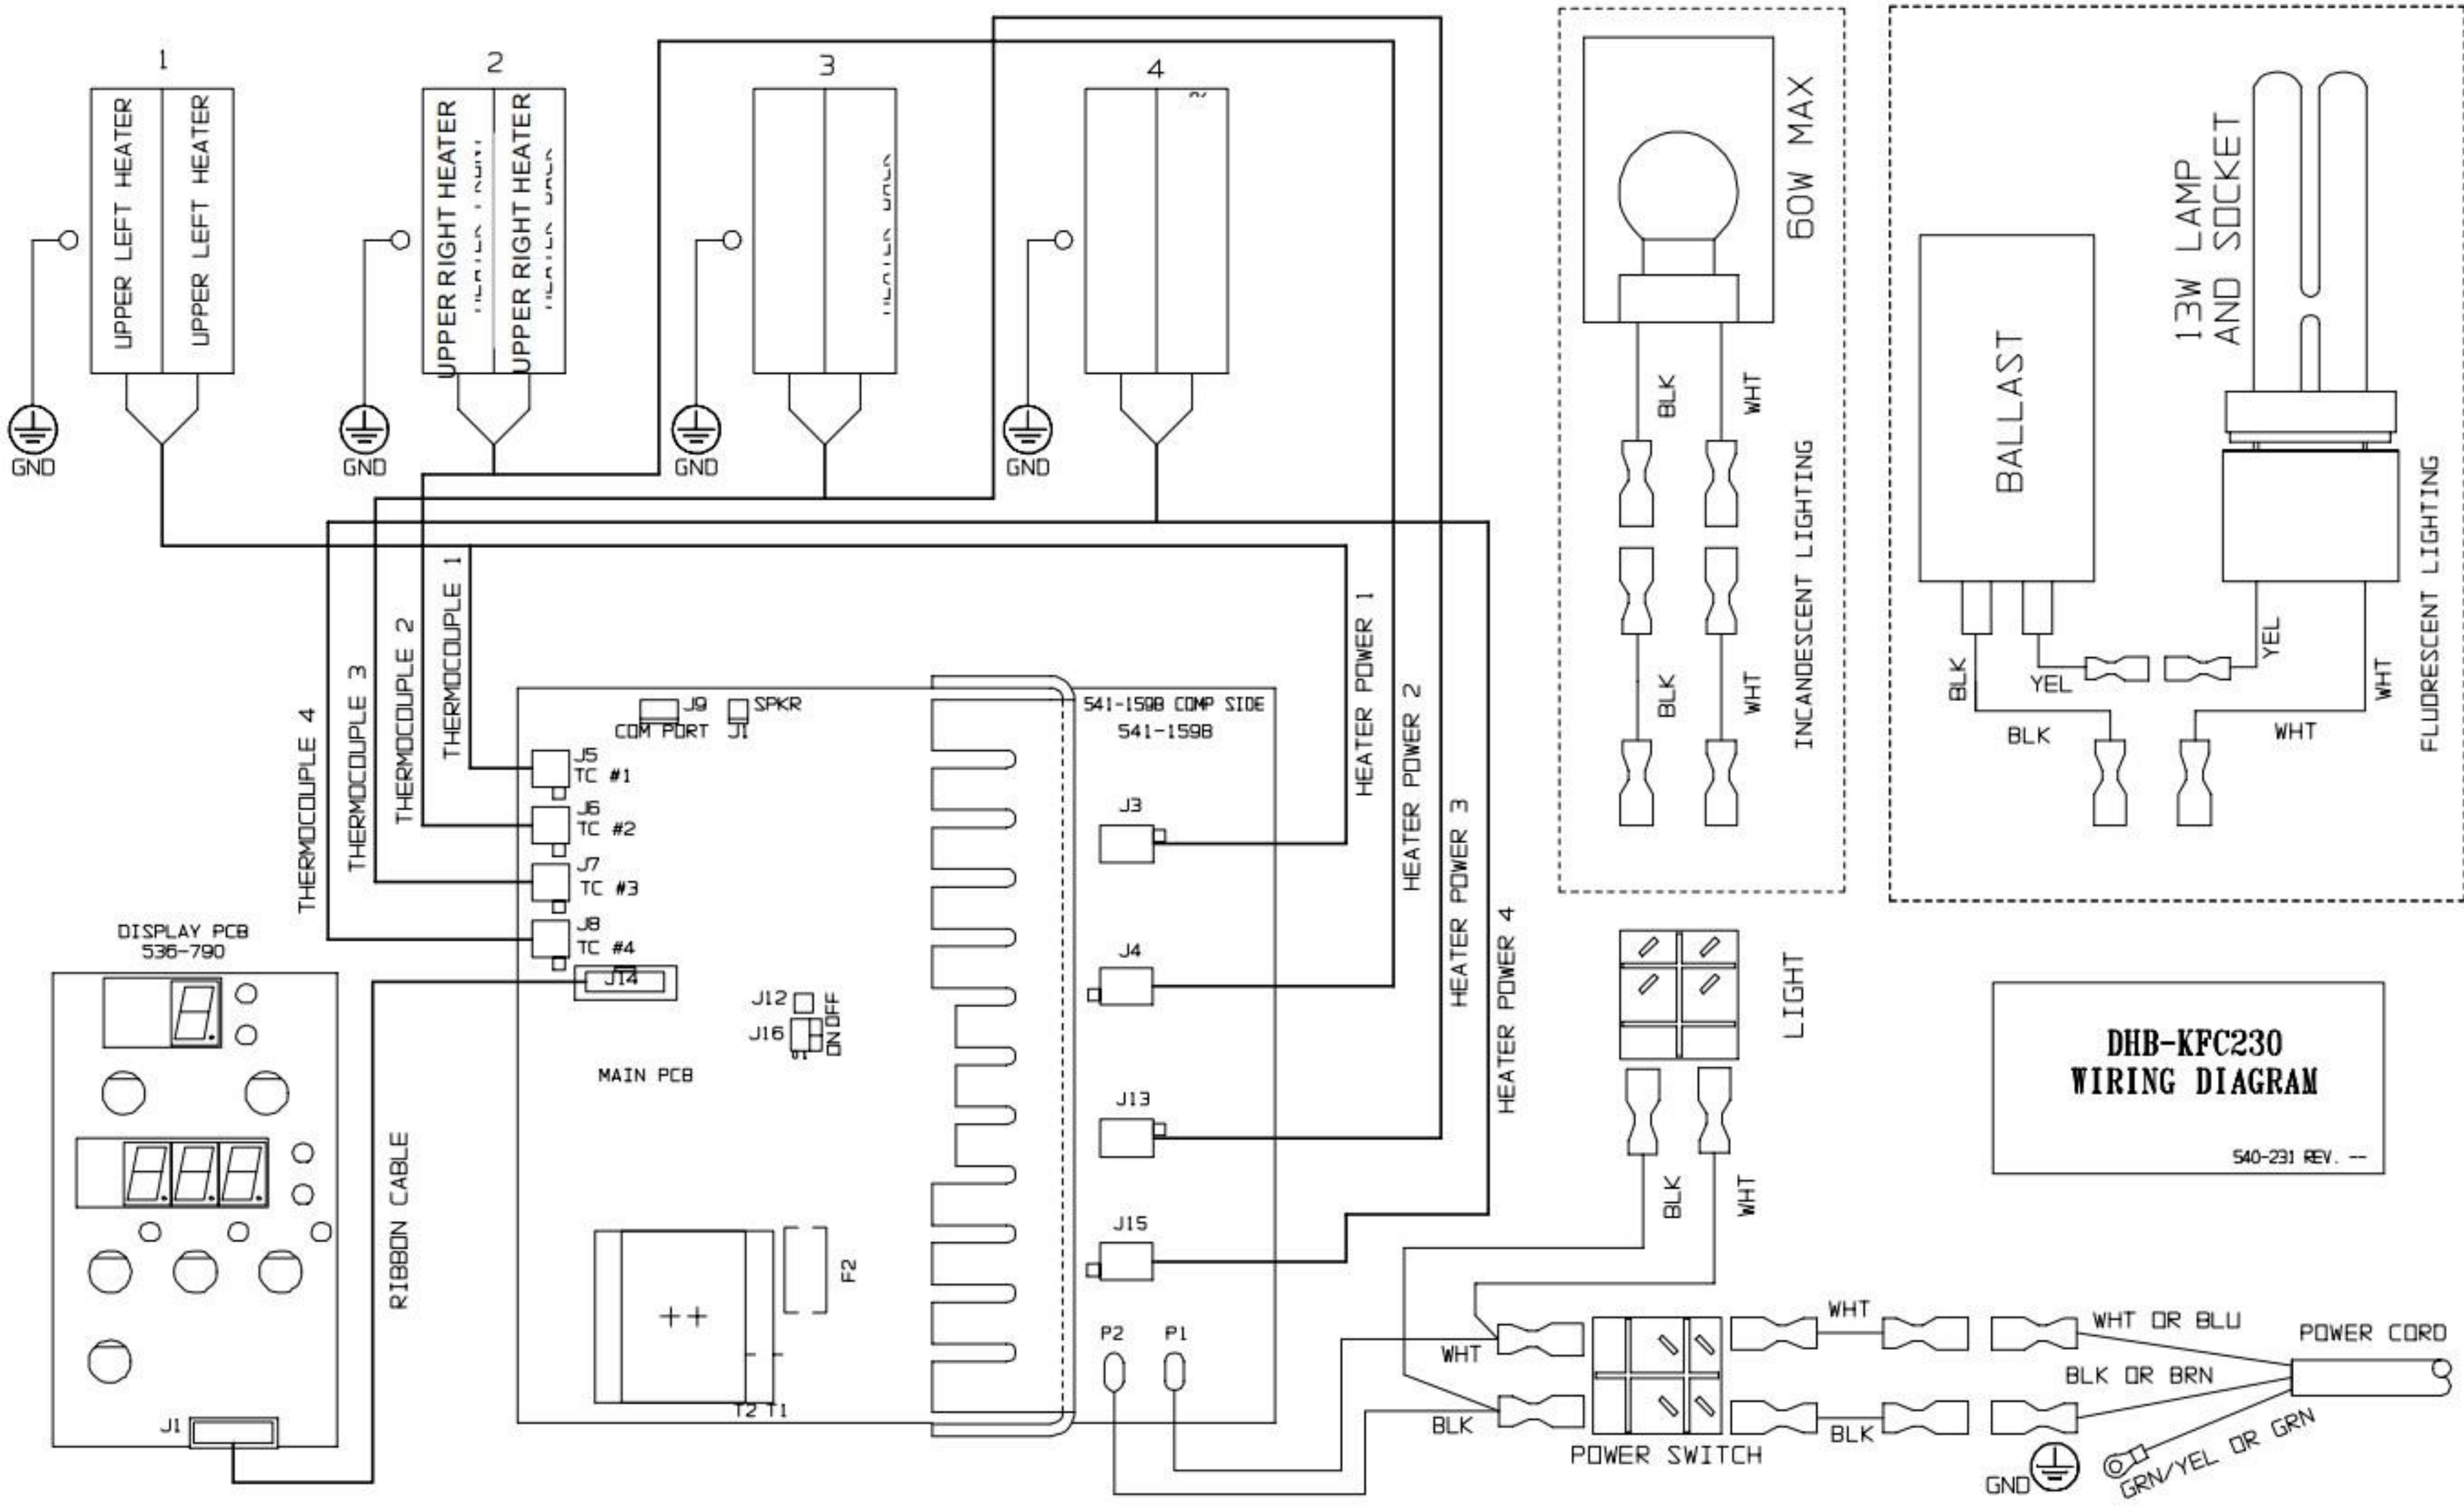 1
2
3
4
UPPER LEFT HEATER
UPPER LEFT HEATER
UPPER RIGHT HEATER
UPPER RIGHT HEATER
GND
GND
GND
GND
60W MAX
BLK
WHT
BLK
WHT
INCANDESCENT LIGHTING
13W LAMP
AND SOCKET
BALLAST
BLK
YEL
YEL
WHT
BLK
WHT
FLUORESCENT LIGHTING
THERMOCOUPLE 4
THERMOCOUPLE 3
THERMOCOUPLE 2
THERMOCOUPLE 1
HEATER POWER 1
HEATER POWER 2
HEATER POWER 3
HEATER POWER 4
J9
COM PORT
SPKR
J1
541-159B COMP SIDE
541-159B
J5
TC #1
J6
TC #2
J7
TC #3
J8
TC #4
J14
J12
J16
ON OFF
MAIN PCB
F2
T2 T1
J3
J4
J13
J15
P2
P1
DISPLAY PCB
536-790
J1
RIBBON CABLE
LIGHT
BLK
WHT
WHT
BLK
POWER SWITCH
WHT
BLK
WHT OR BLU
BLK OR BRN
POWER CORD
GND
GRN/YEL OR GRN
DHB-KFC230
WIRING DIAGRAM
540-231 REV. --